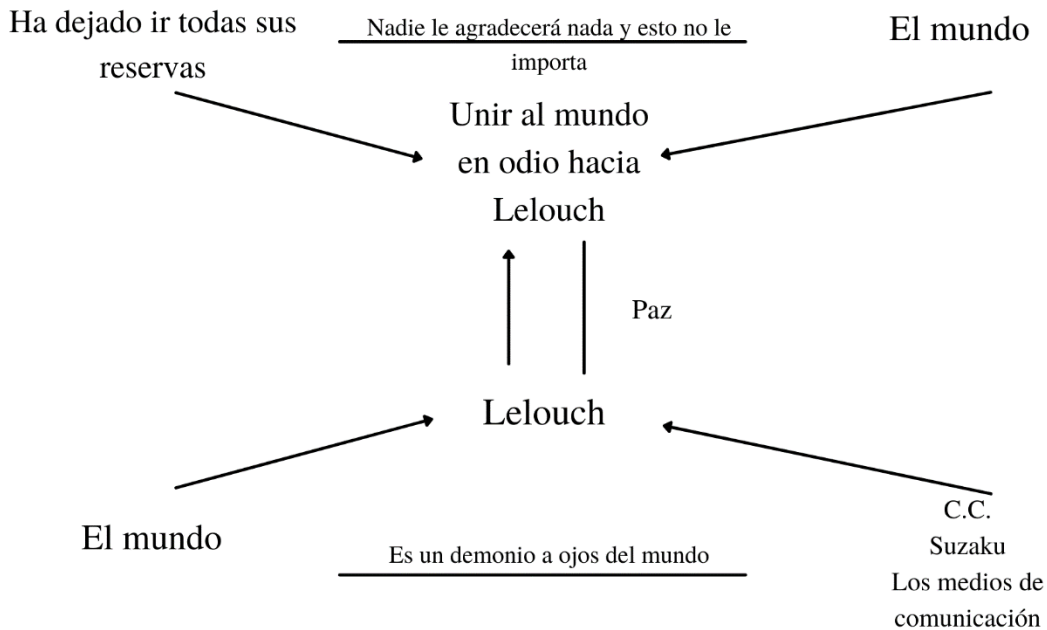 Ha dejado ir todas sus
reservas
Nadie le agradecerá nada y esto no le
importa
El mundo
Unir al mundo
en odio hacia
Lelouch
Paz
Lelouch
El mundo
Es un demonio a ojos del mundo
C.C.
Suzaku
Los medios de
comunicación